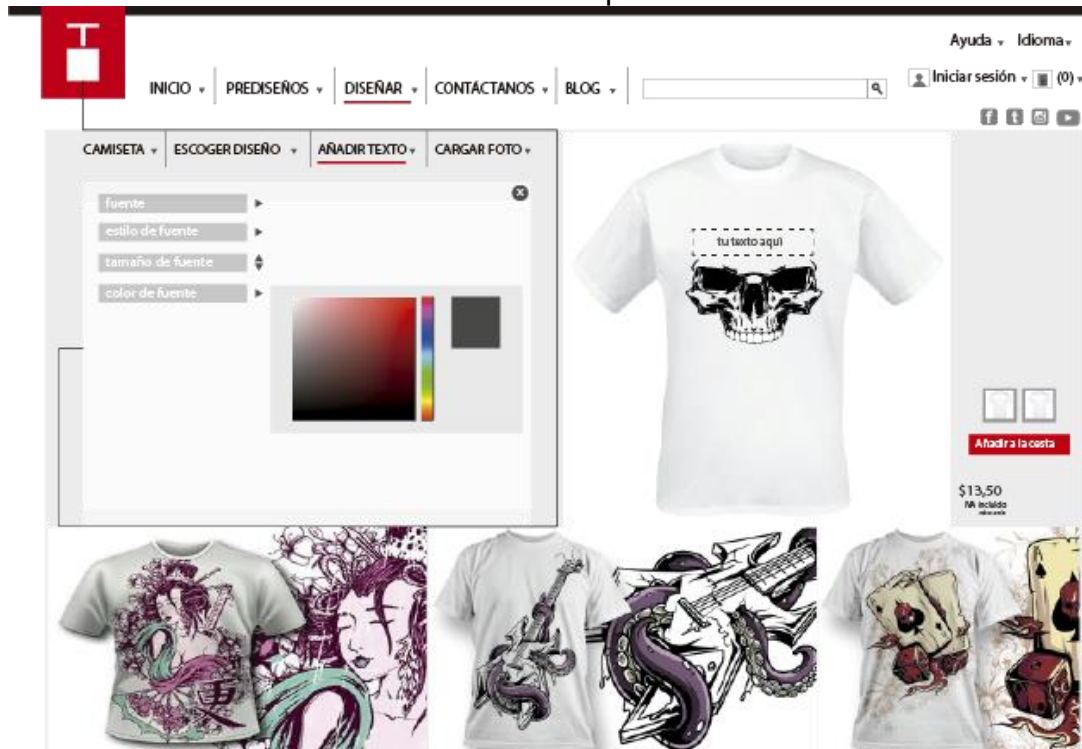 T
Ayuda Idioma
INICIO PREDISEÑOS DISEÑAR CONTÁCTANOS BLOG
Iniciar sesión (0)
CAMISETA ESCOGER DISEÑO AÑADIR TEXTO CARGAR FOTO
fuente
estilo de fuente
tamaño de fuente
color de fuente
tu texto aquì
Añadir a la cesta
$13,50
IVA incluido